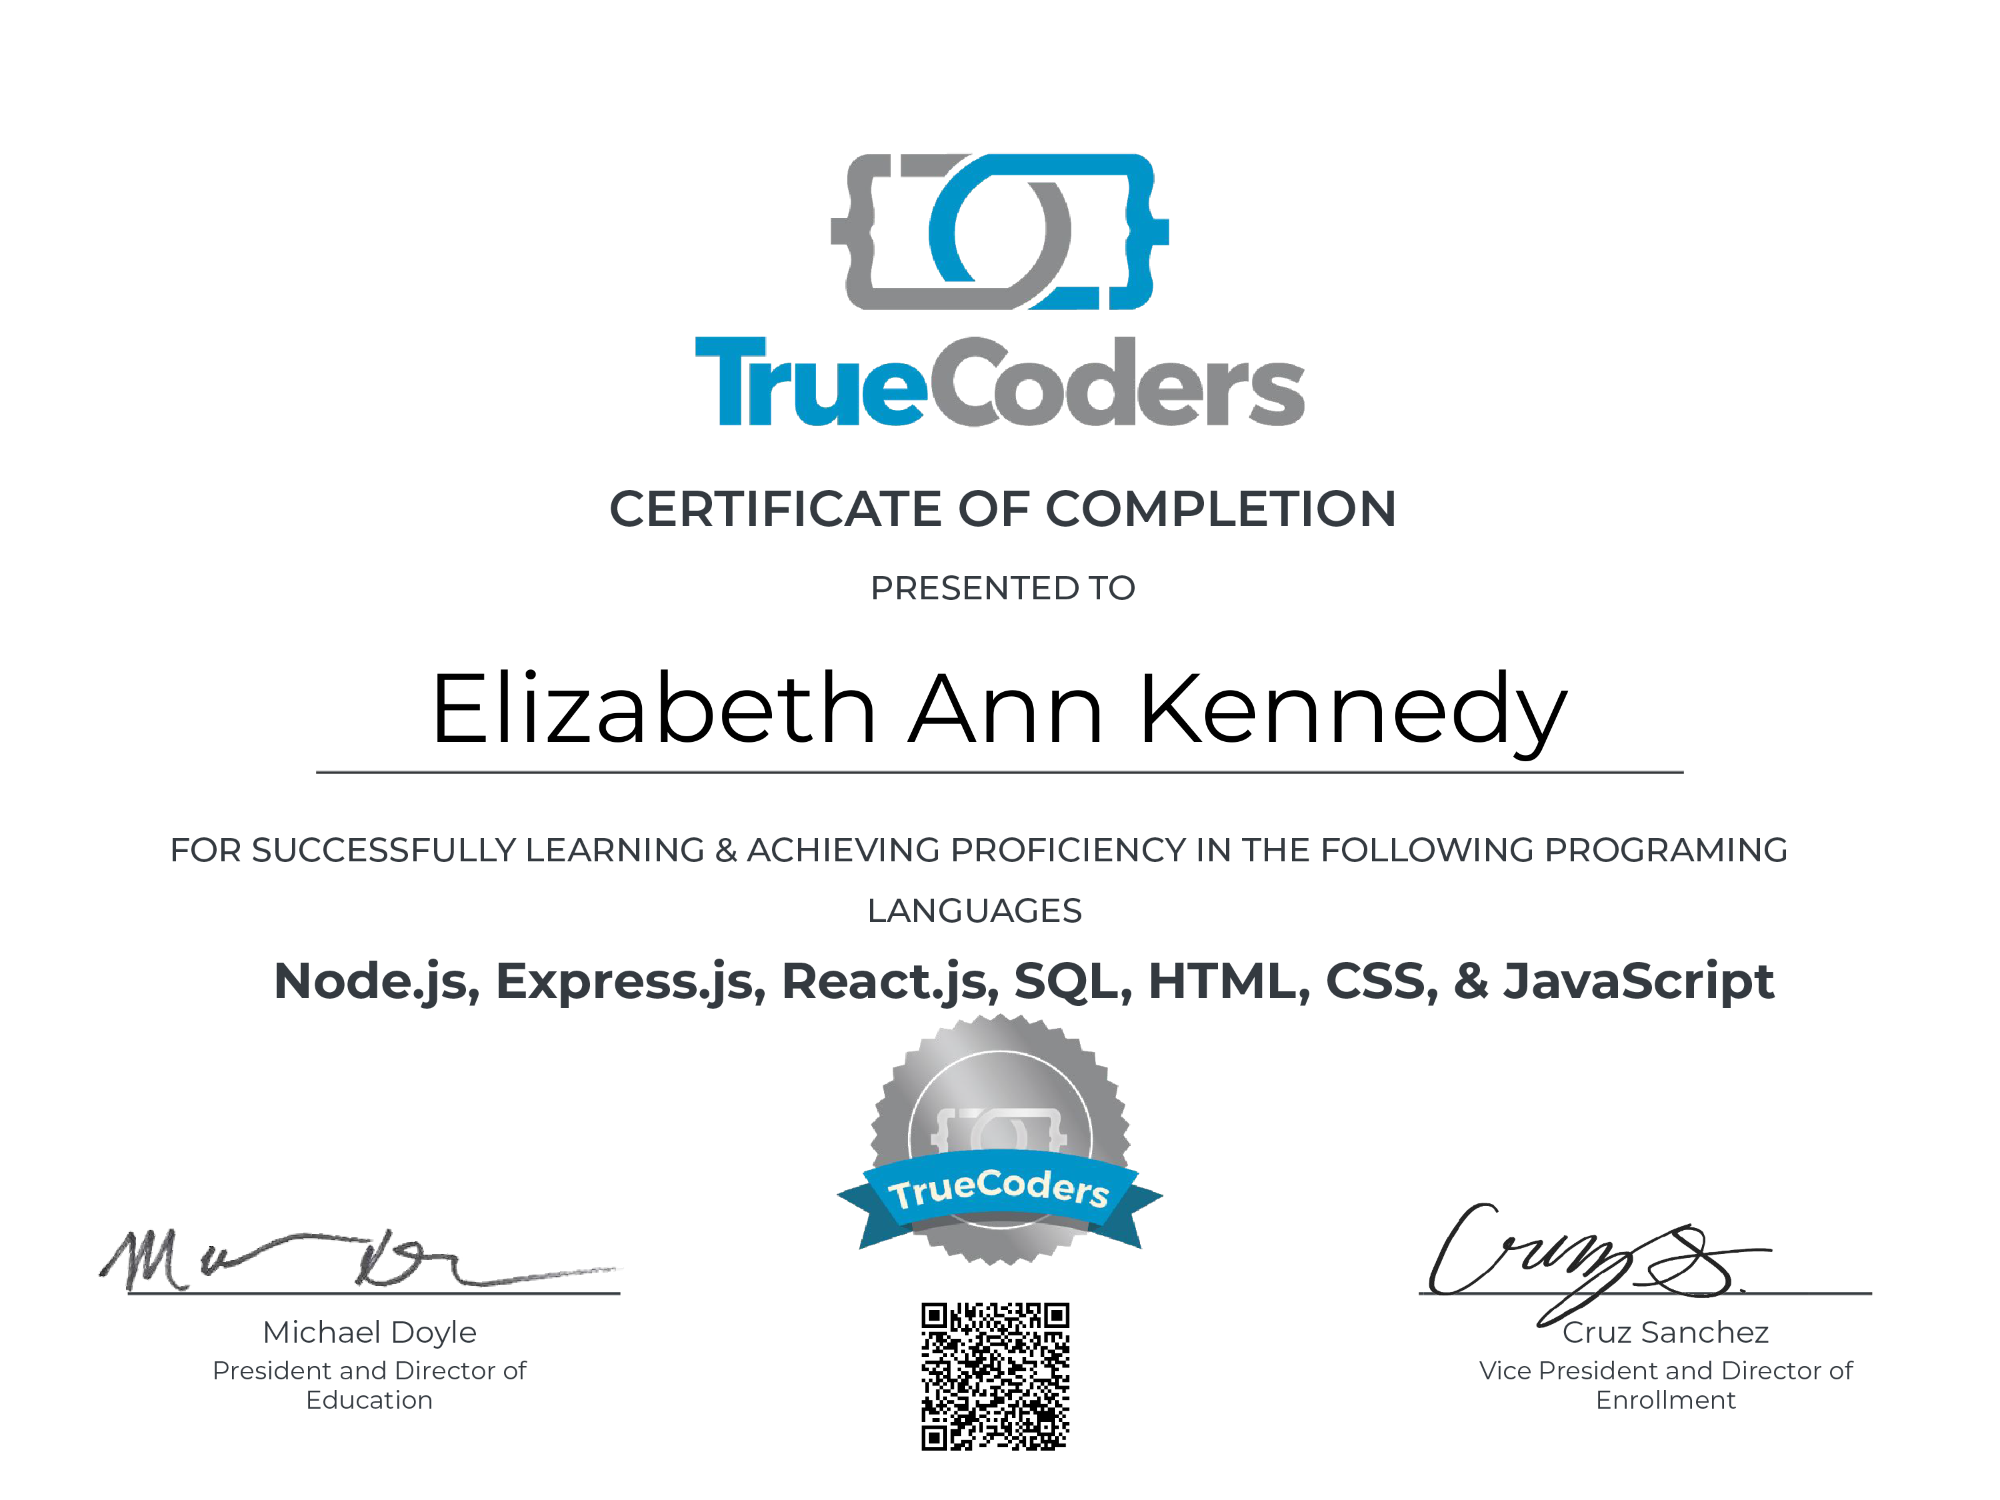 TrueCoders
CERTIFICATE OF COMPLETION
PRESENTED TO
Elizabeth Ann Kennedy
FOR SUCCESSFULLY LEARNING & ACHIEVING PROFICIENCY IN THE FOLLOWING PROGRAMING
LANGUAGES
Node.js, Express.js, React.js, SQL, HTML, CSS, & JavaScript
TrueCoders
Cruz S.
Michael Doyle
President and Director of
Education
Cruz Sanchez
Vice President and Director of
Enrollment